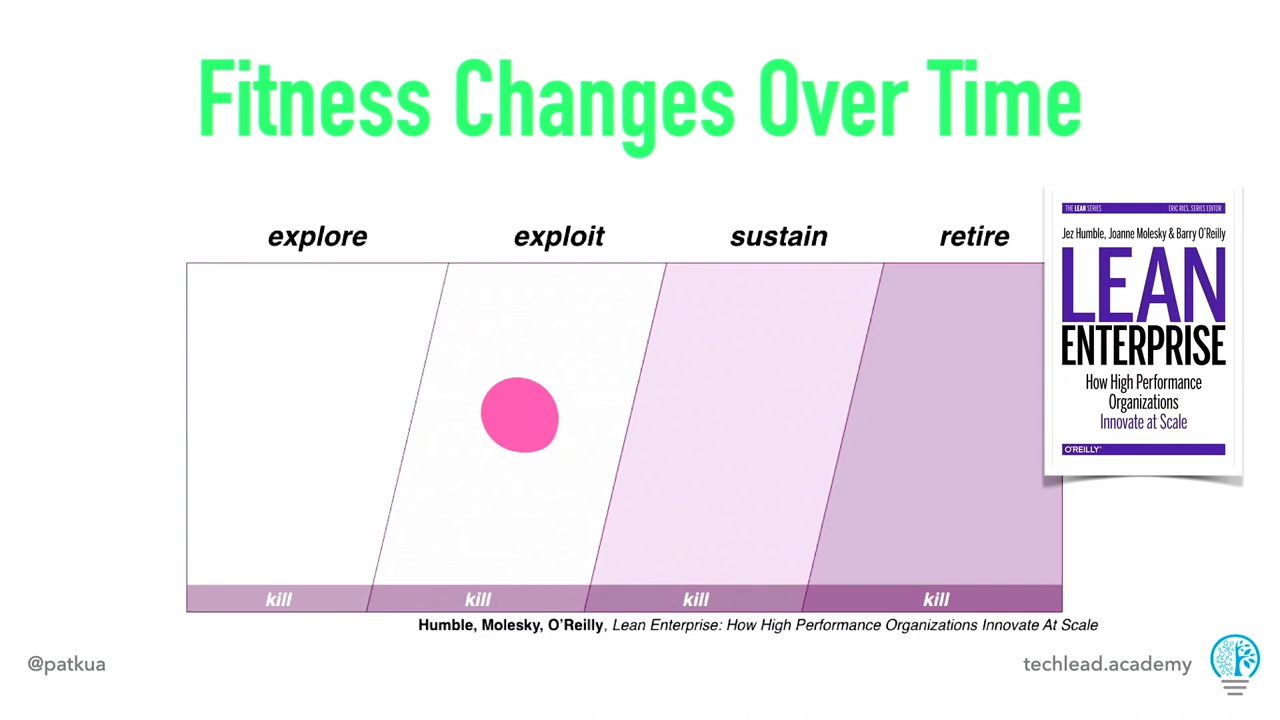 Fitness Changes Over Time
explore
exploit
sustain
retire
THE LEAN SERIES
ERIC RIES, SERIES EDITOR
Jez Humble, Joanne Molesky & Barry O'Reilly
LEAN
ENTERPRISE
How High Performance
Organizations
Innovate at Scale
O'REILLY®
kill
kill
kill
kill
Humble, Molesky, O'Reilly, Lean Enterprise: How High Performance Organizations Innovate At Scale
@patkua
techlead.academy